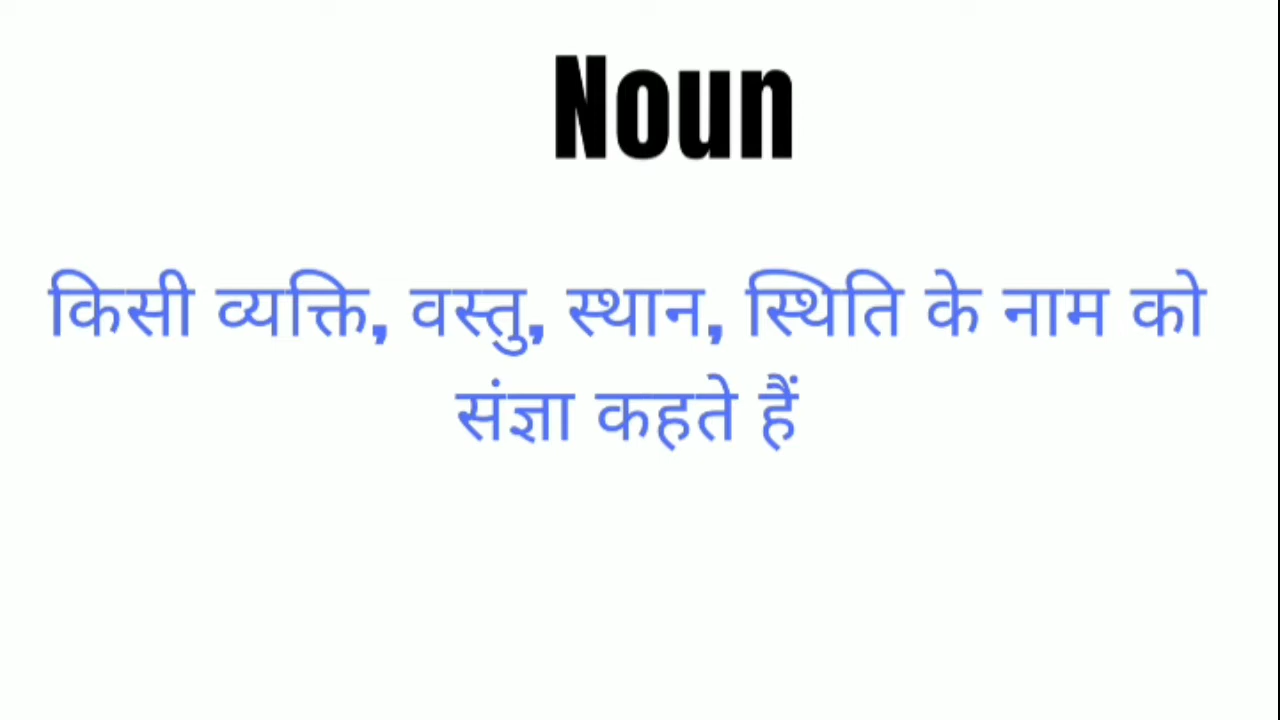 Noun
किसी व्यक्ति, वस्तु, स्थान, स्थिति के नाम को
संज्ञा कहते हैं